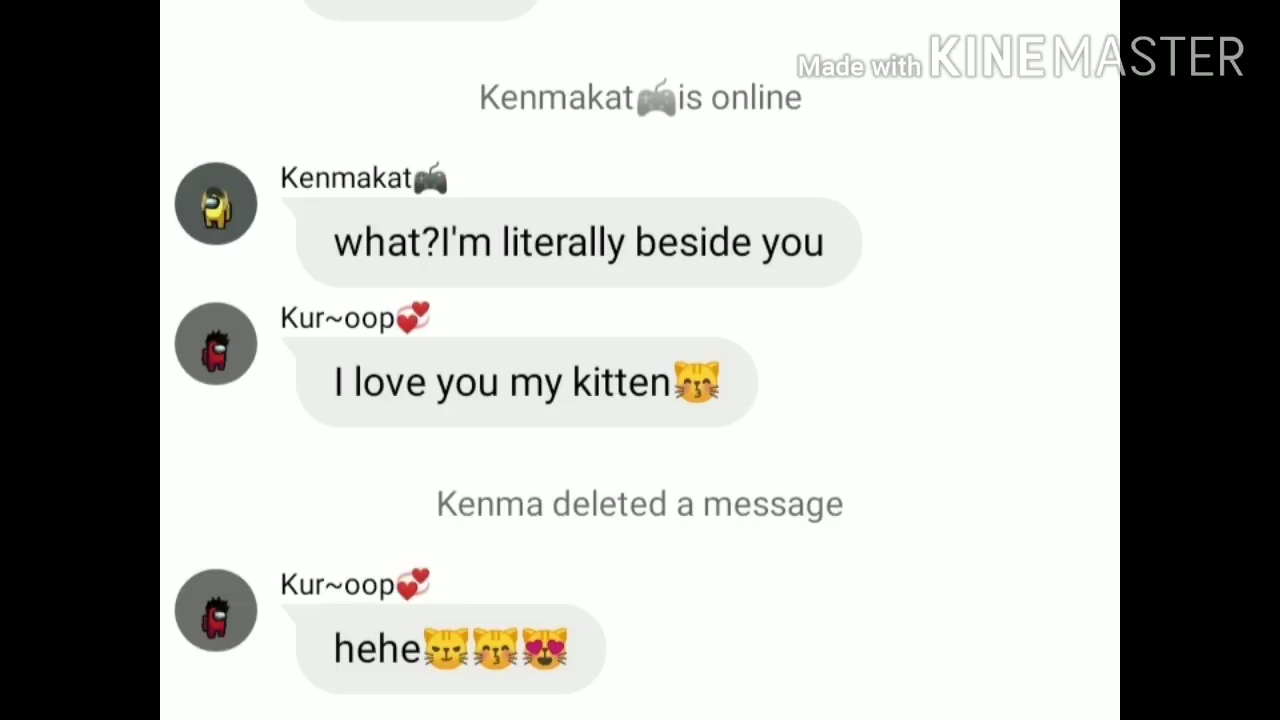 Made with KINEMASTER
Kenmakat🎮is online
Kenmakat🎮
what?I'm literally beside you
Kur~oop💞
I love you my kitten😽
Kenma deleted a message
Kur~oop💞
hehe😼😽😻